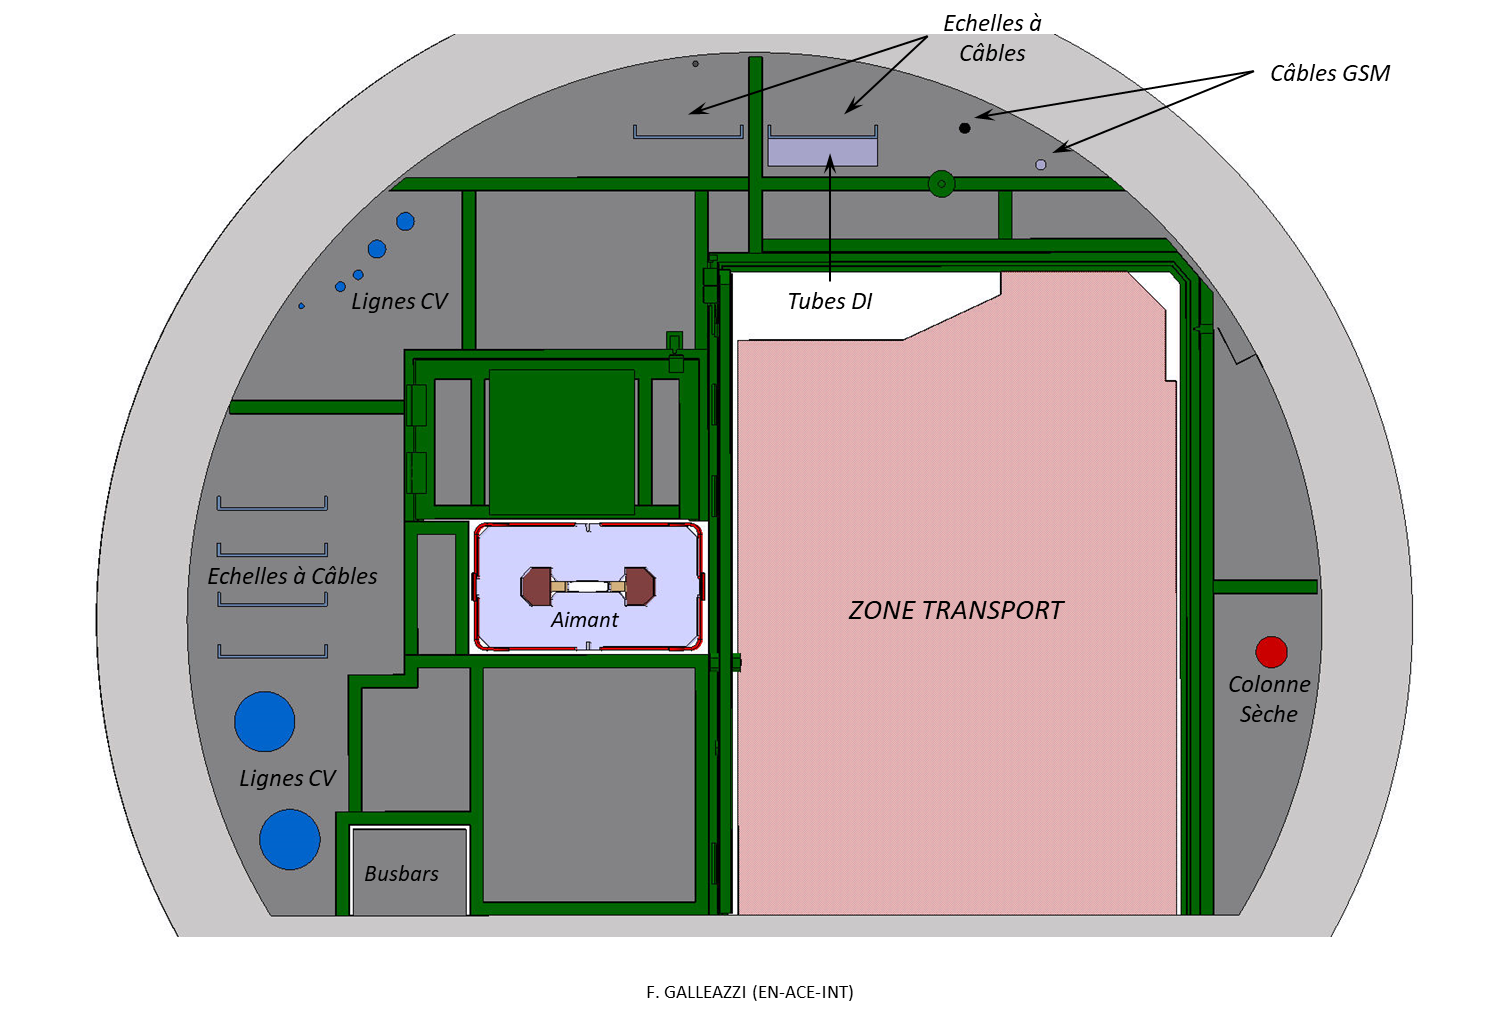 Echelles à
Câbles
Câbles GSM
Lignes CV
Tubes DI
Echelles à Câbles
Aimant
ZONE TRANSPORT
Colonne
Sèche
Lignes CV
Busbars
F. GALLEAZZI (EN-ACE-INT)